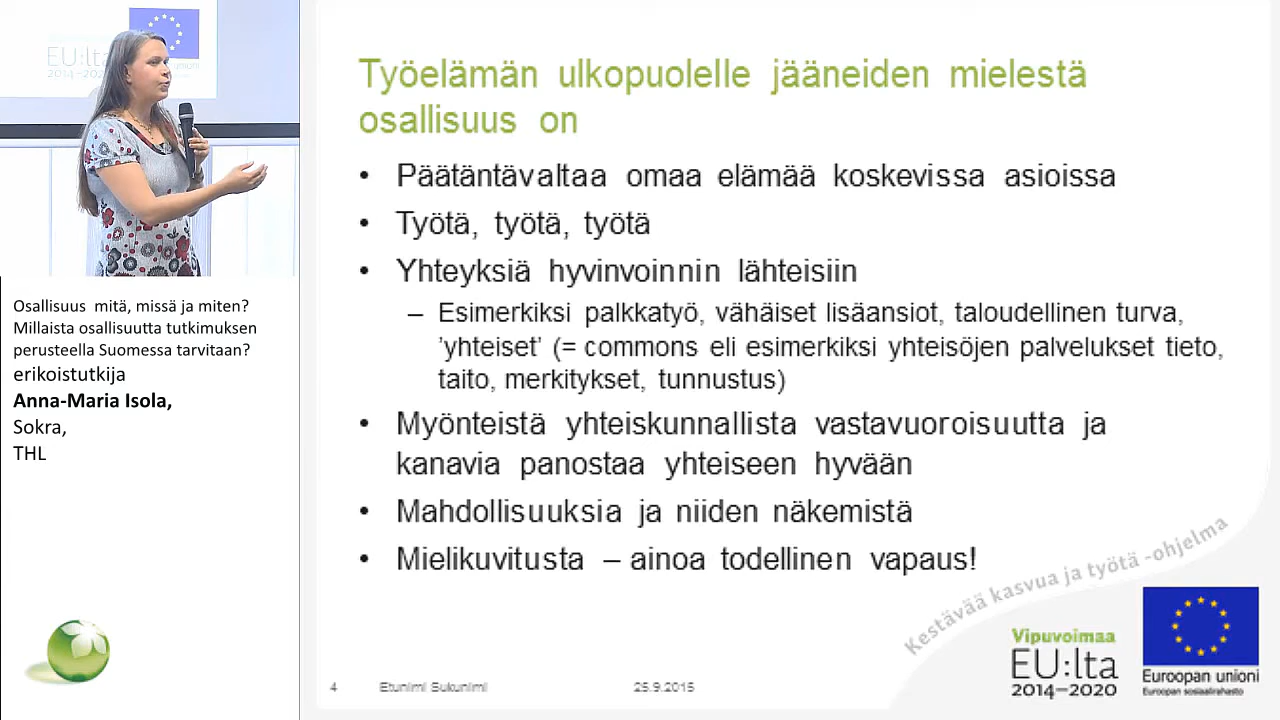 EU:lta
2014-2020
Osallisuus mitä, missä ja miten?
Millaista osallisuutta tutkimuksen
perusteella Suomessa tarvitaan?
erikoistutkija
Anna-Maria Isola,
Sokra,
THL
Työelämän ulkopuolelle jääneiden mielestä
osallisuus on
• Päätäntävaltaa omaa elämää koskevissa asioissa
• Työtä, työtä, työtä
• Yhteyksiä hyvinvoinnin lähteisiin
– Esimerkiksi palkkatyö, vähäiset lisäansiot, taloudellinen turva,
'yhteiset' (= commons eli esimerkiksi yhteisöjen palvelukset tieto,
taito, merkitykset, tunnustus)
• Myönteistä yhteiskunnallista vastavuoroisuutta ja
kanavia panostaa yhteiseen hyvään
• Mahdollisuuksia ja niiden näkemistä
• Mielikuvitusta – ainoa todellinen vapaus!
Kestävää kasvua ja työtä -ohjelma
Vipuvoimaa
EU:lta
2014–2020
Euroopan unioni
Euroopan sosiaalirahasto
4 Etunimi Sukunimi 25.9.2015